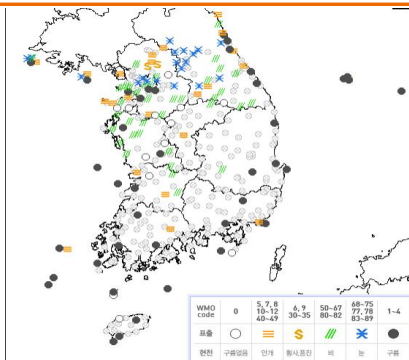 WMO code 0 5, 7, 8 10~12 40~49 6, 9 30~35 50~67 80~82 68~75 77, 78 83~89 1~4
표출
현천 구름없음 안개 황사,풍진 비 눈 구름